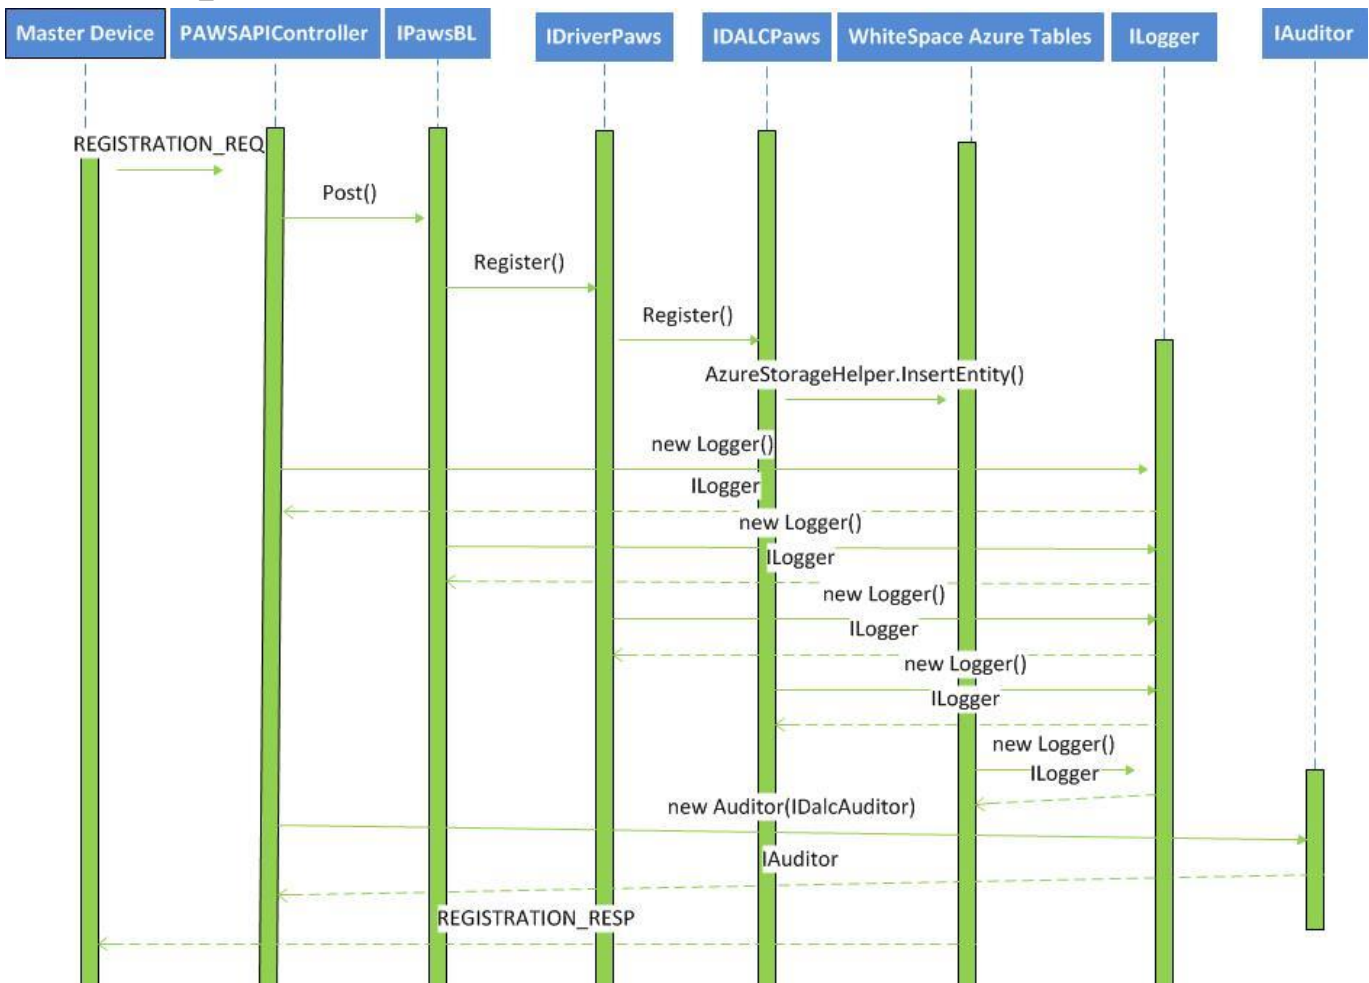 Master Device
PAWSAPIController
IPawsBL
IDriverPaws
IDALCPaws
WhiteSpace Azure Tables
ILogger
IAuditor
REGISTRATION_REQ
Post()
Register()
Register()
AzureStorageHelper.InsertEntity()
new Logger()
ILogger
new Logger()
ILogger
new Logger()
ILogger
new Logger()
ILogger
new Logger()
ILogger
new Auditor(IDalcAuditor)
IAuditor
REGISTRATION_RESP